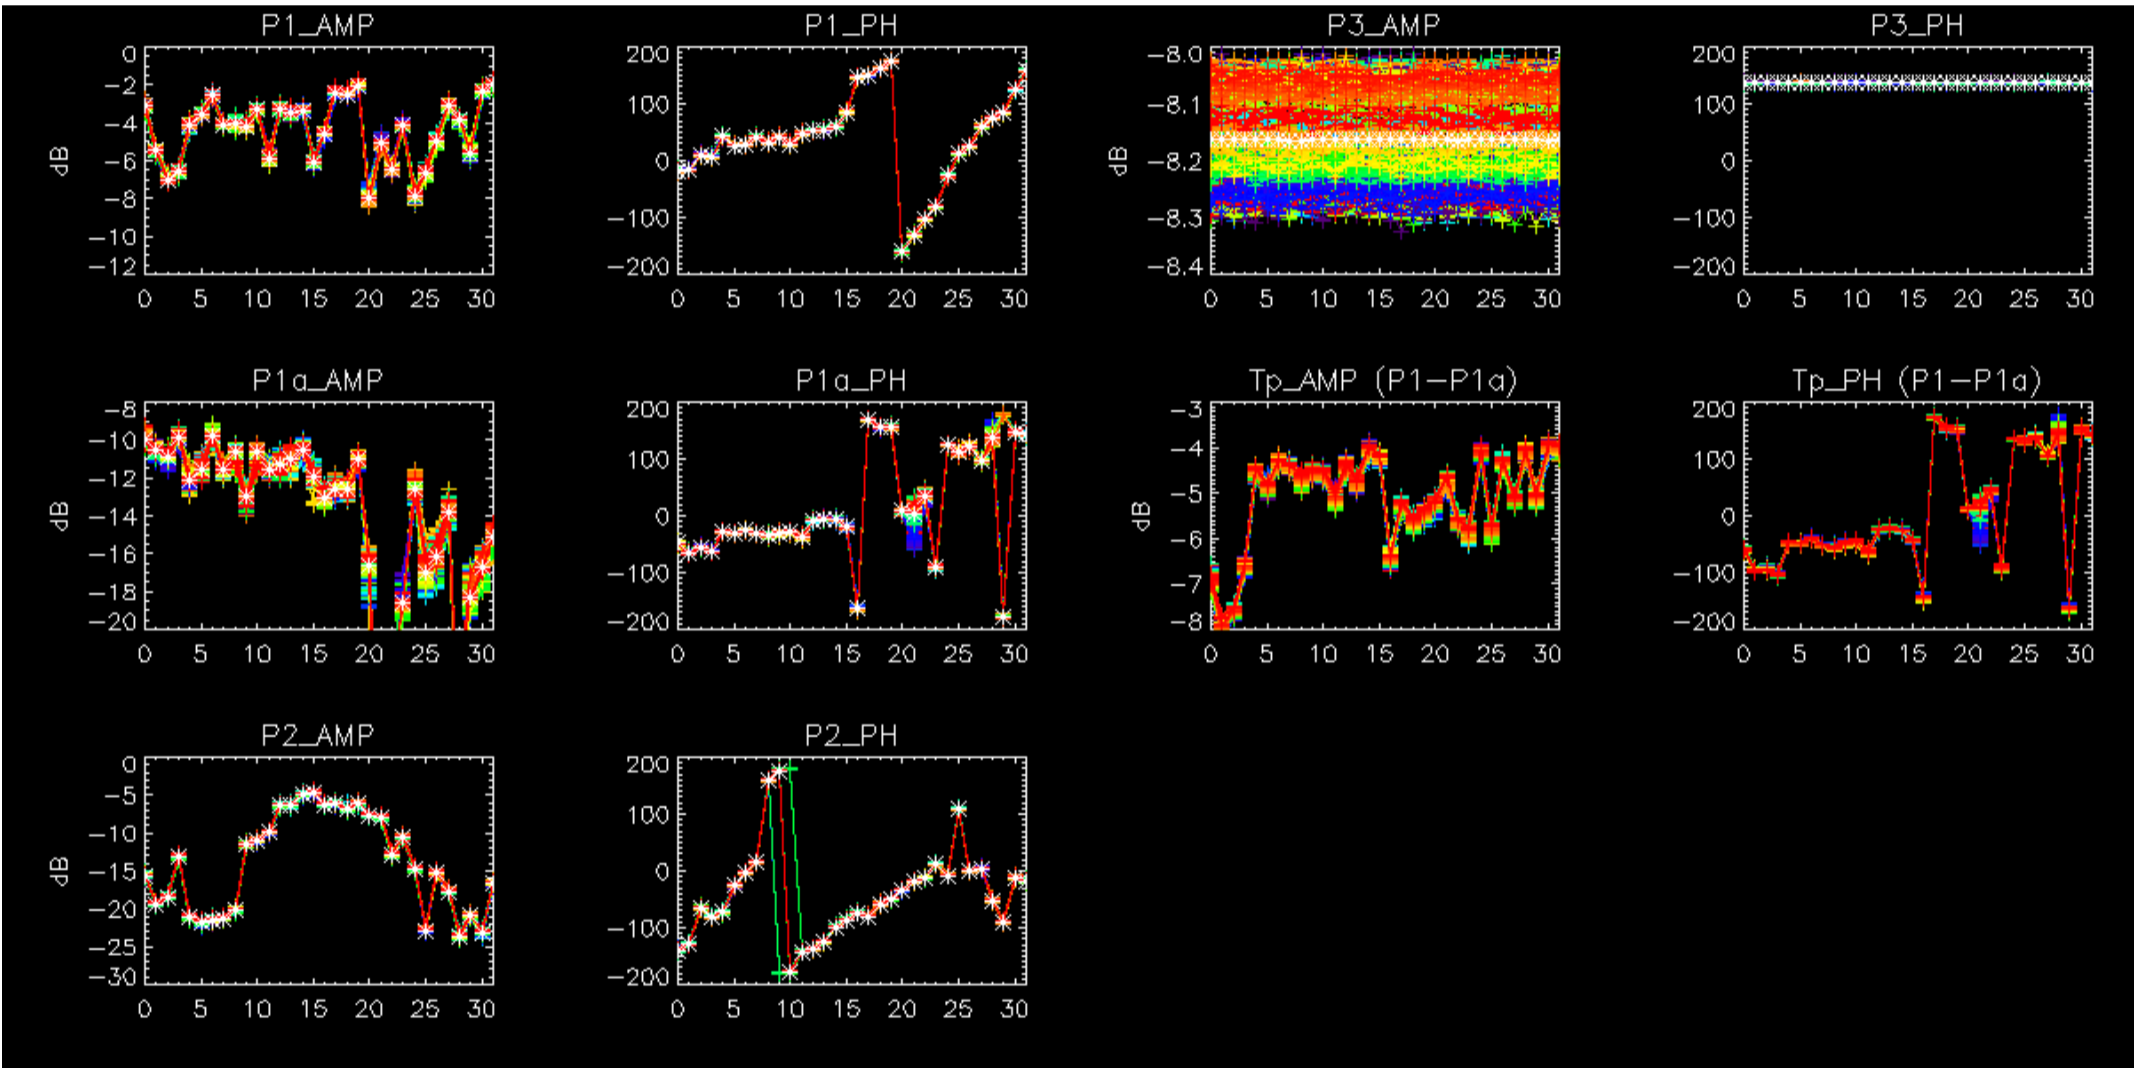 P1_AMP
0
-2
-4
-6
-8
-10
-12
dB
0 5 10 15 20 25 30
P1_PH
200
100
0
-100
-200
0 5 10 15 20 25 30
P3_AMP
-8.0
-8.1
-8.2
-8.3
-8.4
dB
0 5 10 15 20 25 30
P3_PH
200
100
0
-100
-200
0 5 10 15 20 25 30
P1a_AMP
-8
-10
-12
-14
-16
-18
-20
dB
0 5 10 15 20 25 30
P1a_PH
200
100
0
-100
-200
0 5 10 15 20 25 30
Tp_AMP (P1-P1a)
-3
-4
-5
-6
-7
-8
dB
0 5 10 15 20 25 30
Tp_PH (P1-P1a)
200
100
0
-100
-200
0 5 10 15 20 25 30
P2_AMP
0
-5
-10
-15
-20
-25
-30
dB
0 5 10 15 20 25 30
P2_PH
200
100
0
-100
-200
0 5 10 15 20 25 30